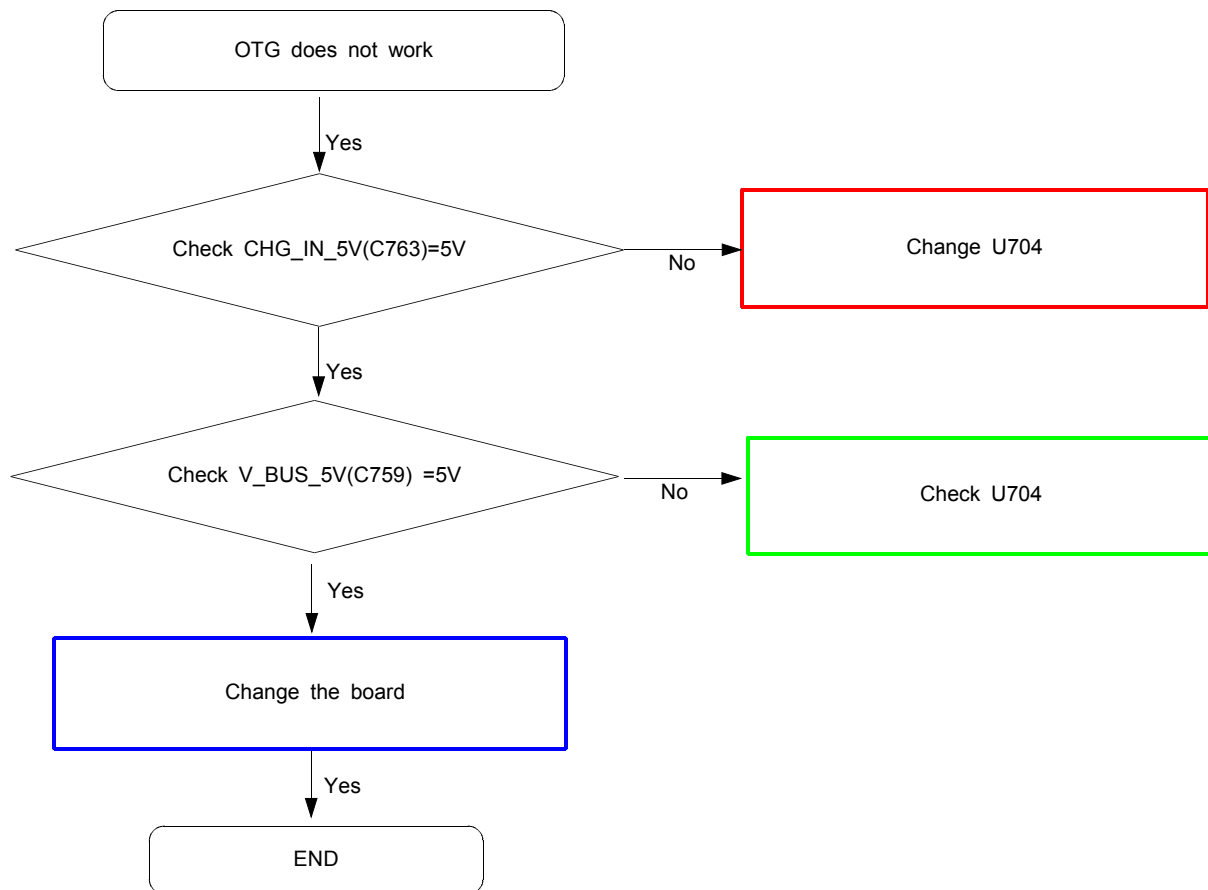 OTG does not work
Yes
Check CHG_IN_5V(C763)=5V
No
Change U704
Yes
Check V_BUS_5V(C759) =5V
No
Check U704
Yes
Change the board
Yes
END